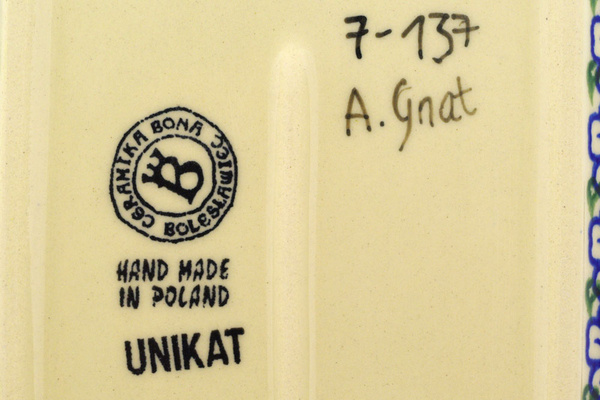 7-137
A. Gnat
CERAMIKA BONA
BOLESŁAWIEC
B
HAND MADE
IN POLAND
UNIKAT